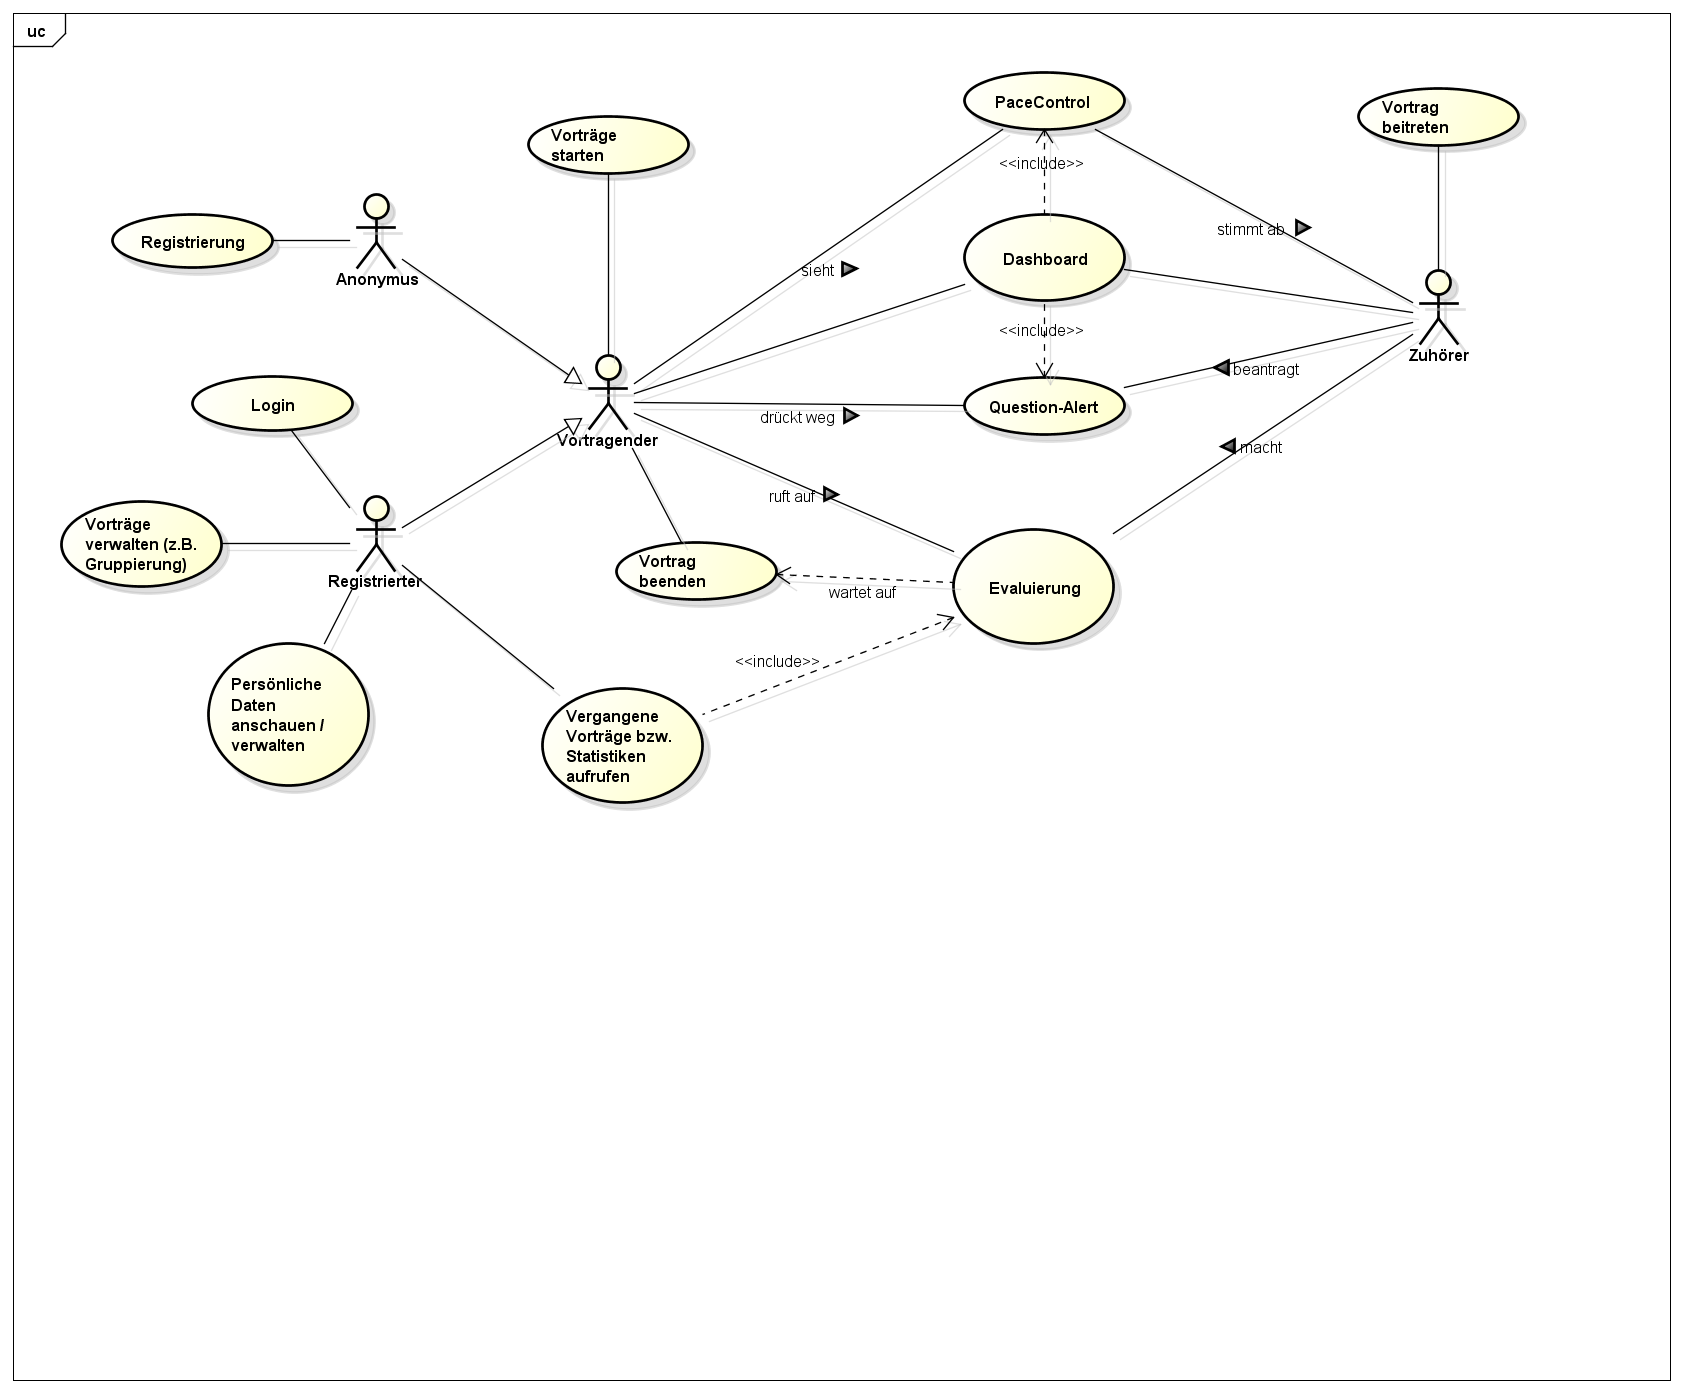 uc
PaceControl
Vortrag
beitreten
Vorträge
starten
<<include>>
Registrierung
Anonymus
stimmt ab
Dashboard
sieht
<<include>>
Zuhörer
beantragt
Login
Question-Alert
drückt weg
Vortragender
macht
ruft auf
Vorträge
verwalten (z.B.
Gruppierung)
Registrierter
Vortrag
beenden
wartet auf
Evaluierung
<<include>>
Persönliche
Daten
anschauen /
verwalten
Vergangene
Vorträge bzw.
Statistiken
aufrufen